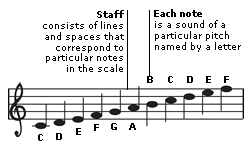 Staff
consists of lines
and spaces that
correspond to
particular notes
in the scale
Each note
is a sound of a
particular pitch
named by a letter
B C D E F
C D E F G A